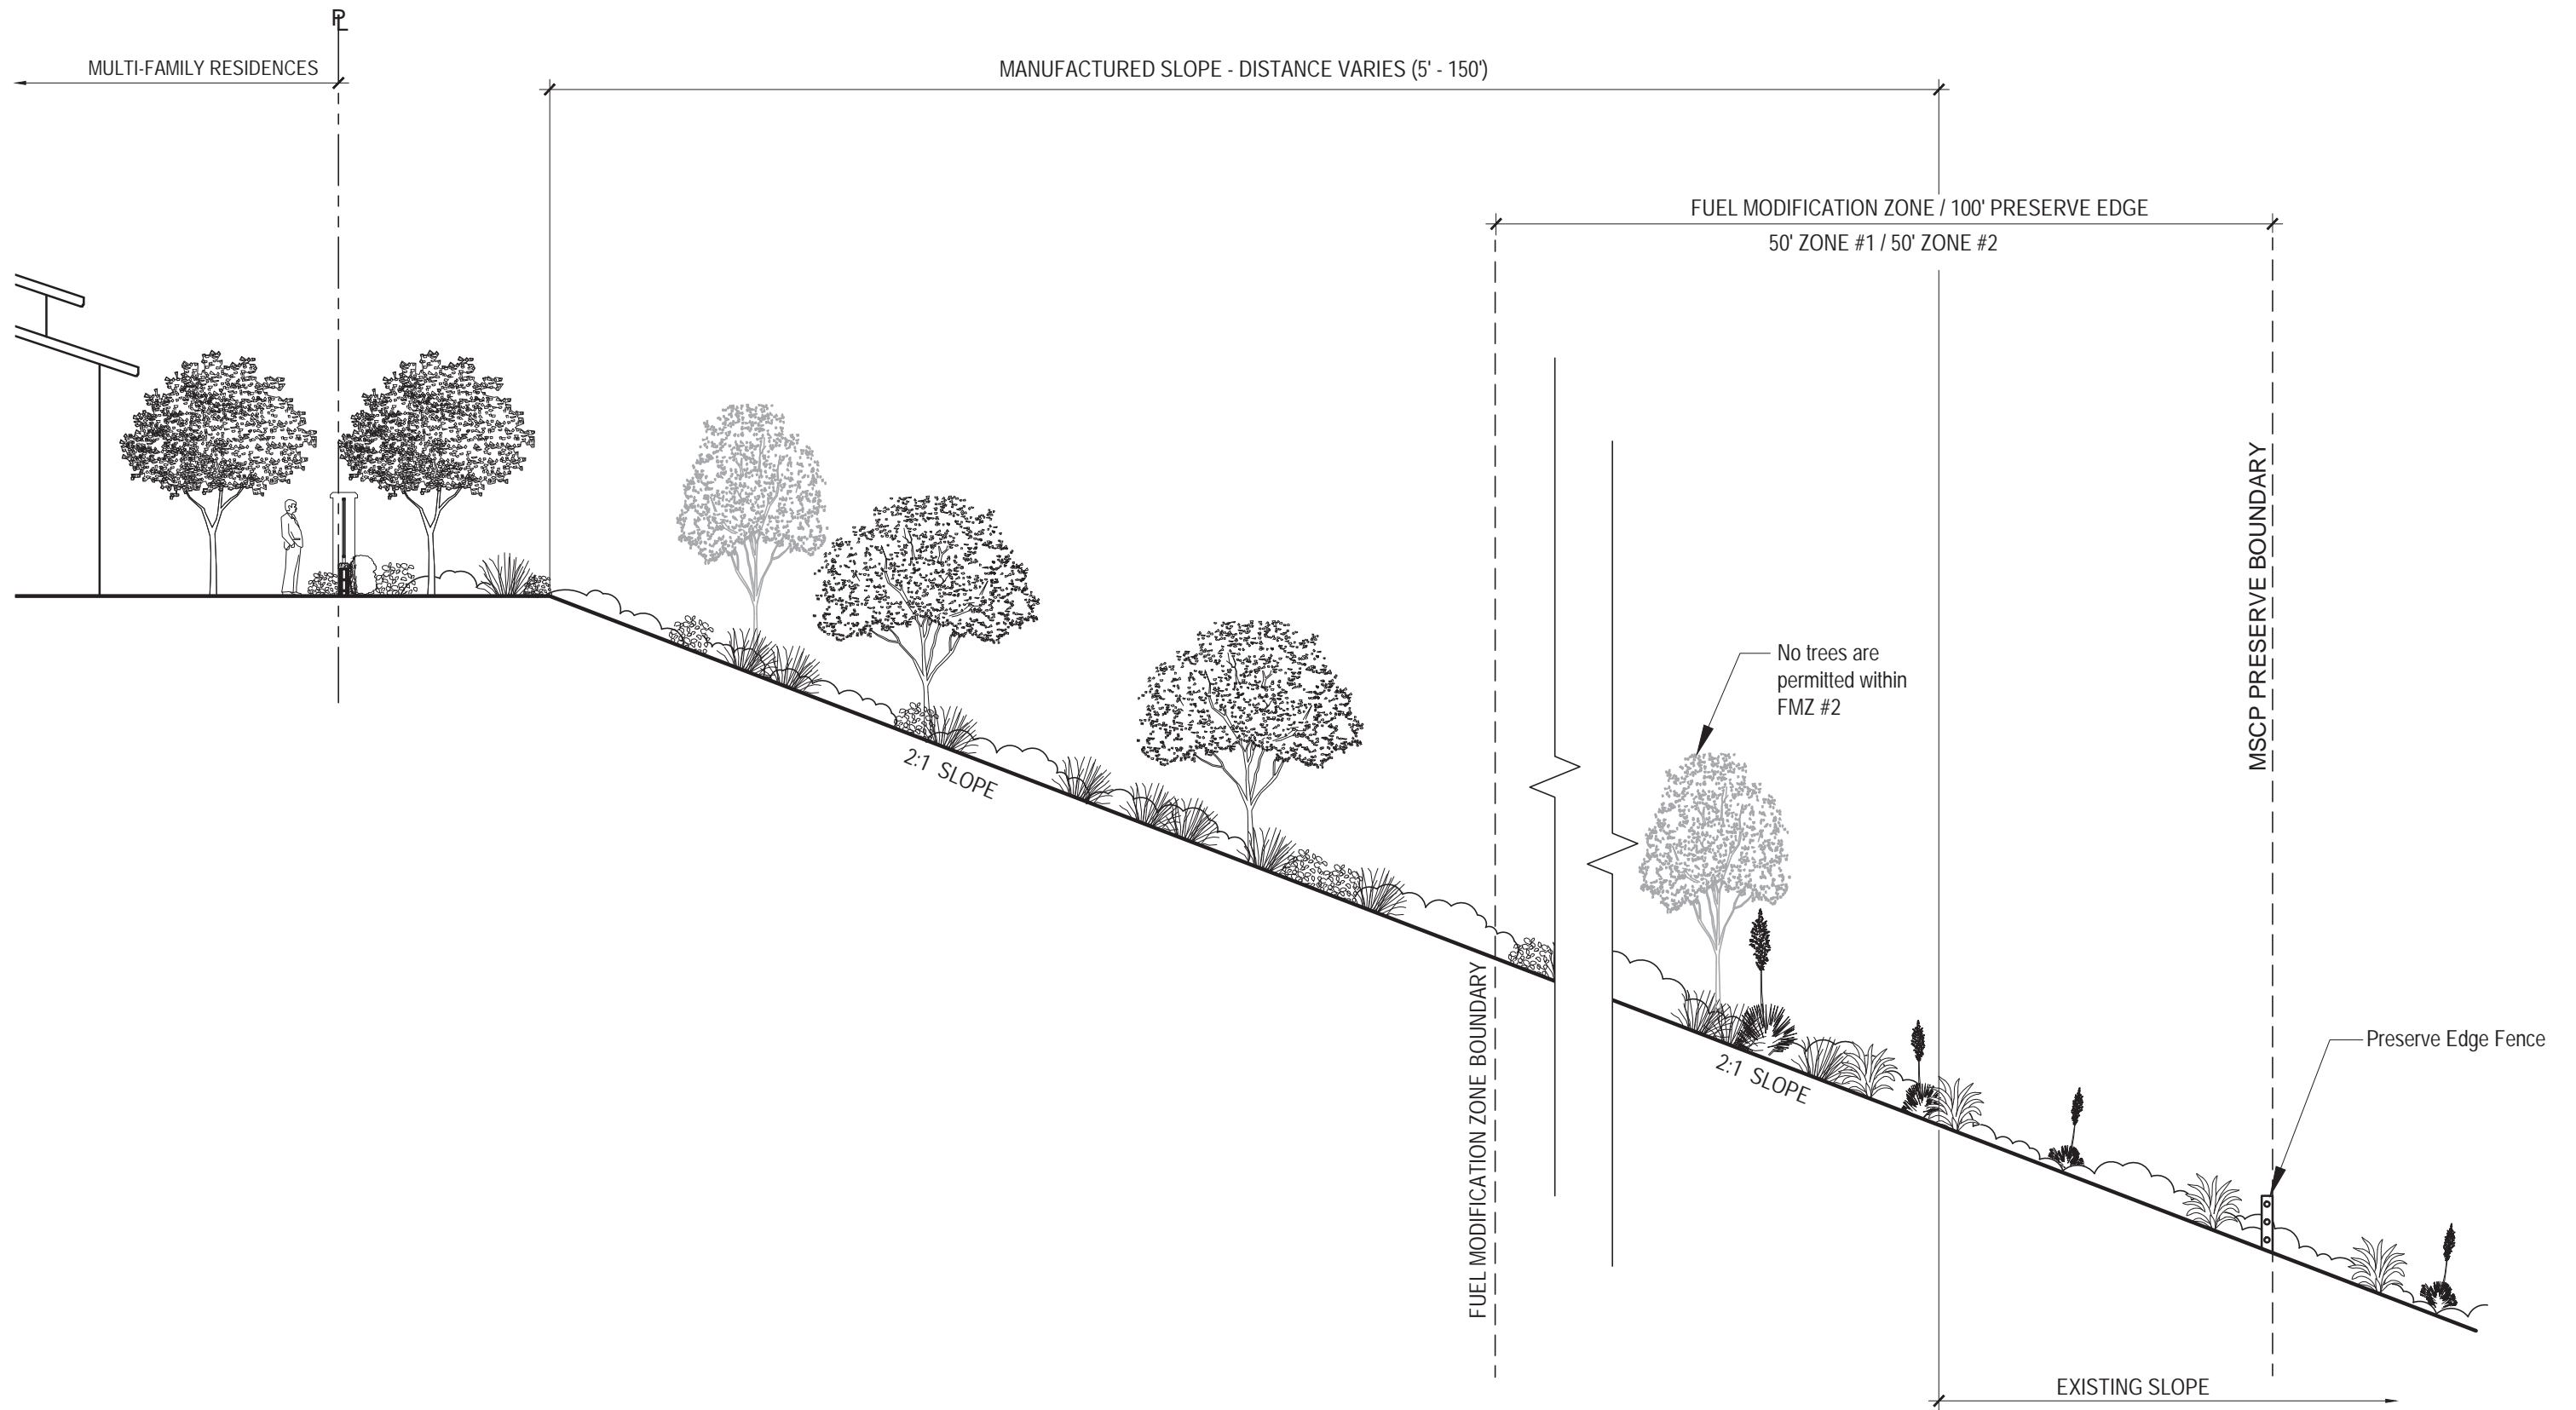 PL
MULTI-FAMILY RESIDENCES
MANUFACTURED SLOPE - DISTANCE VARIES (5' - 150')
FUEL MODIFICATION ZONE / 100' PRESERVE EDGE
50' ZONE #1 / 50' ZONE #2
MSCP PRESERVE BOUNDARY
No trees are
permitted within
FMZ #2
2:1 SLOPE
FUEL MODIFICATION ZONE BOUNDARY
2:1 SLOPE
Preserve Edge Fence
EXISTING SLOPE